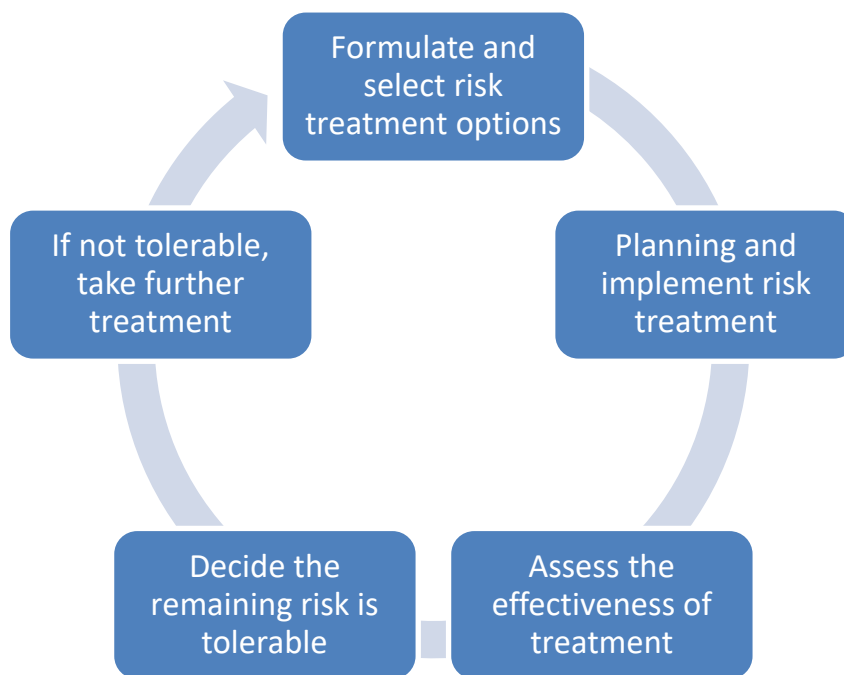 Formulate and
select risk
treatment options
Planning and
implement risk
treatment
Assess the
effectiveness of
treatment
Decide the
remaining risk is
tolerable
If not tolerable,
take further
treatment